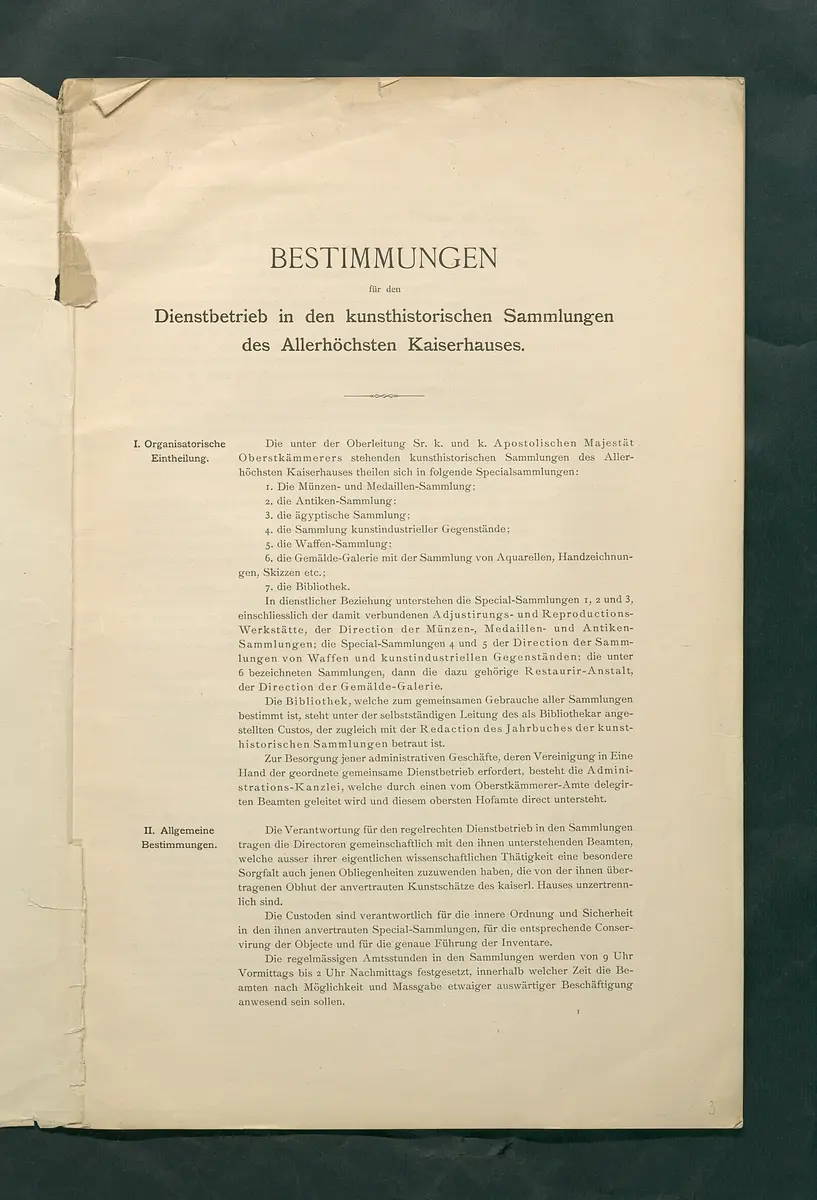 BESTIMMUNGEN
für den
Dienstbetrieb in den kunsthistorischen Sammlungen
des Allerhöchsten Kaiserhauses.
I. Organisatorische
Eintheilung.
Die unter der Oberleitung Sr. k. und k. Apostolischen Majestät
Oberstkämmerers stehenden kunsthistorischen Sammlungen des Aller-
höchsten Kaiserhauses theilen sich in folgende Specialsammlungen:
1. Die Münzen- und Medaillen-Sammlung;
2. die Antiken-Sammlung;
3. die ägyptische Sammlung;
4. die Sammlung kunstindustrieller Gegenstände;
5. die Waffen-Sammlung;
6. die Gemälde-Galerie mit der Sammlung von Aquarellen, Handzeichnun-
gen, Skizzen etc.;
7. die Bibliothek.
In dienstlicher Beziehung unterstehen die Special-Sammlungen 1, 2 und 3,
einschliesslich der damit verbundenen Adjustirungs- und Reproductions-
Werkstätte, der Direction der Münzen-, Medaillen- und Antiken-
Sammlungen; die Special-Sammlungen 4 und 5 der Direction der Samm-
lungen von Waffen und kunstindustriellen Gegenständen; die unter
6 bezeichneten Sammlungen, dann die dazu gehörige Restaurir-Anstalt,
der Direction der Gemälde-Galerie.
Die Bibliothek, welche zum gemeinsamen Gebrauche aller Sammlungen
bestimmt ist, steht unter der selbstständigen Leitung des als Bibliothekar ange-
stellten Custos, der zugleich mit der Redaction des Jahrbuches der kunst-
historischen Sammlungen betraut ist.
Zur Besorgung jener administrativen Geschäfte, deren Vereinigung in Eine
Hand der geordnete gemeinsame Dienstbetrieb erfordert, besteht die Admini-
strations-Kanzlei, welche durch einen vom Oberstkämmerer-Amte delegir-
ten Beamten geleitet wird und diesem obersten Hofamte direct untersteht.
II. Allgemeine
Bestimmungen.
Die Verantwortung für den regelrechten Dienstbetrieb in den Sammlungen
tragen die Directoren gemeinschaftlich mit den ihnen unterstehenden Beamten,
welche ausser ihrer eigentlichen wissenschaftlichen Thätigkeit eine besondere
Sorgfalt auch jenen Obliegenheiten zuzuwenden haben, die von der ihnen über-
tragenen Obhut der anvertrauten Kunstschätze des kaiserl. Hauses unzertrenn-
lich sind.
Die Custoden sind verantwortlich für die innere Ordnung und Sicherheit
in den ihnen anvertrauten Special-Sammlungen, für die entsprechende Conser-
virung der Objecte und für die genaue Führung der Inventare.
Die regelmässigen Amtsstunden in den Sammlungen werden von 9 Uhr
Vormittags bis 2 Uhr Nachmittags festgesetzt, innerhalb welcher Zeit die Be-
amten nach Möglichkeit und Massgabe etwaiger auswärtiger Beschäftigung
anwesend sein sollen.
1
3